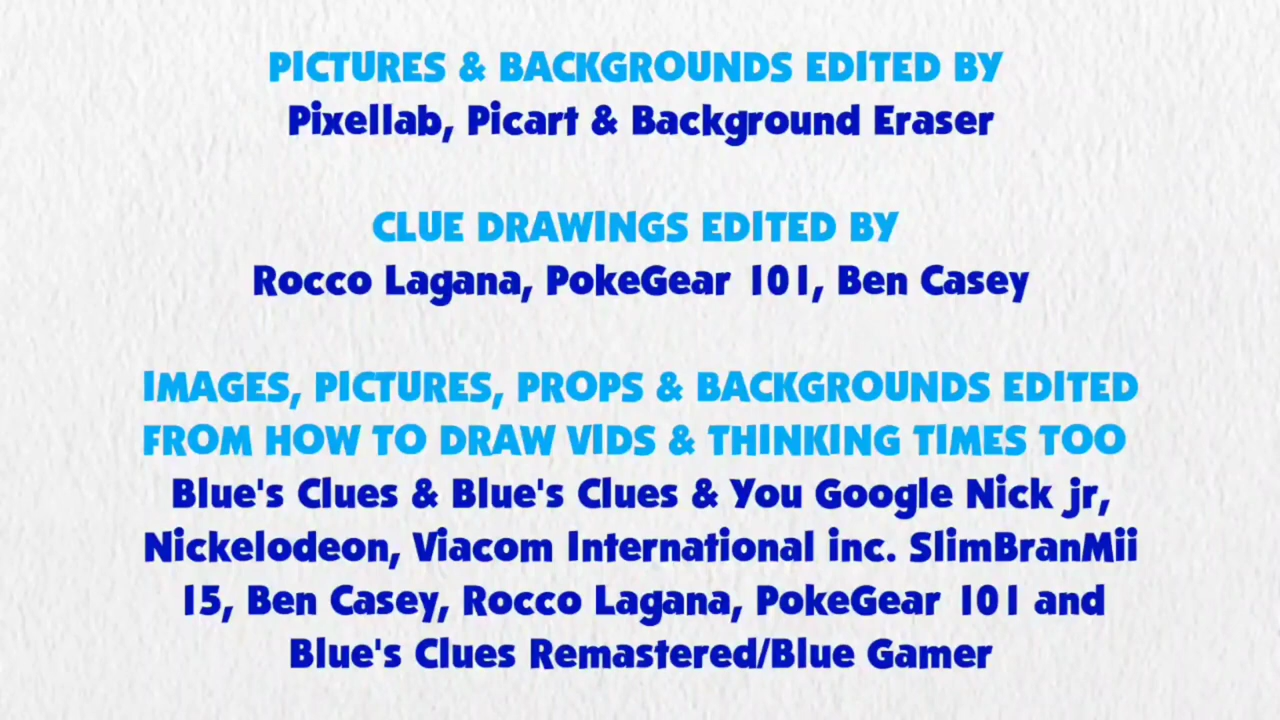 PICTURES & BACKGROUNDS EDITED BY
Pixellab, Picart & Background Eraser
CLUE DRAWINGS EDITED BY
Rocco Lagana, PokeGear 101, Ben Casey
IMAGES, PICTURES, PROPS & BACKGROUNDS EDITED
FROM HOW TO DRAW VIDS & THINKING TIMES TOO
Blue's Clues & Blue's Clues & You Google Nick jr,
Nickelodeon, Viacom International inc. SlimBranMii
15, Ben Casey, Rocco Lagana, PokeGear 101 and
Blue's Clues Remastered/Blue Gamer